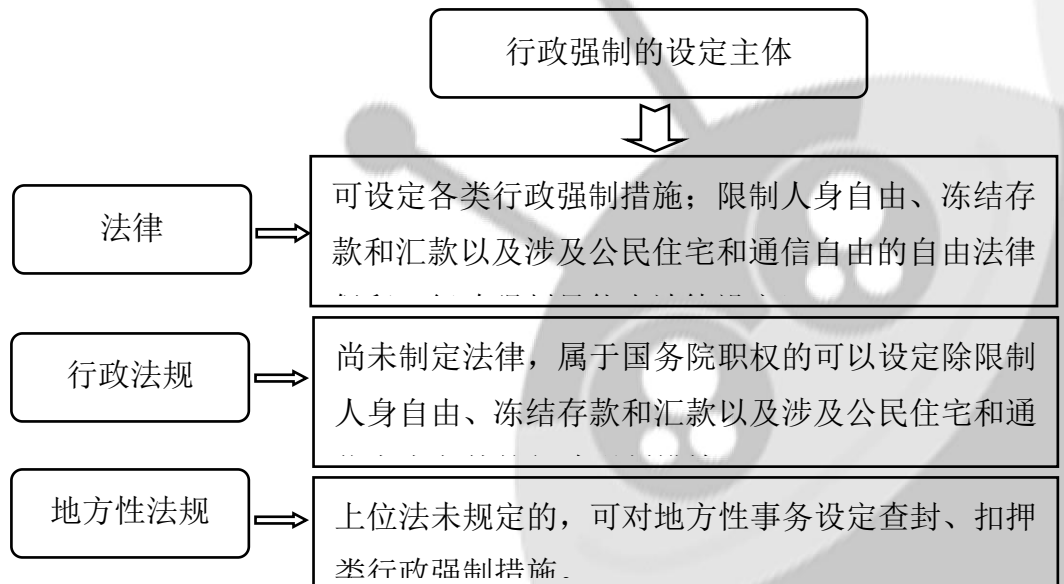 行政强制的设定主体
法律
可设定各类行政强制措施；限制人身自由、冻结存
款和汇款以及涉及公民住宅和通信自由的自由法律
行政法规
尚未制定法律，属于国务院职权的可以设定除限制
人身自由、冻结存款和汇款以及涉及公民住宅和通
地方性法规
上位法未规定的，可对地方性事务设定查封、扣押
类行政强制措施。